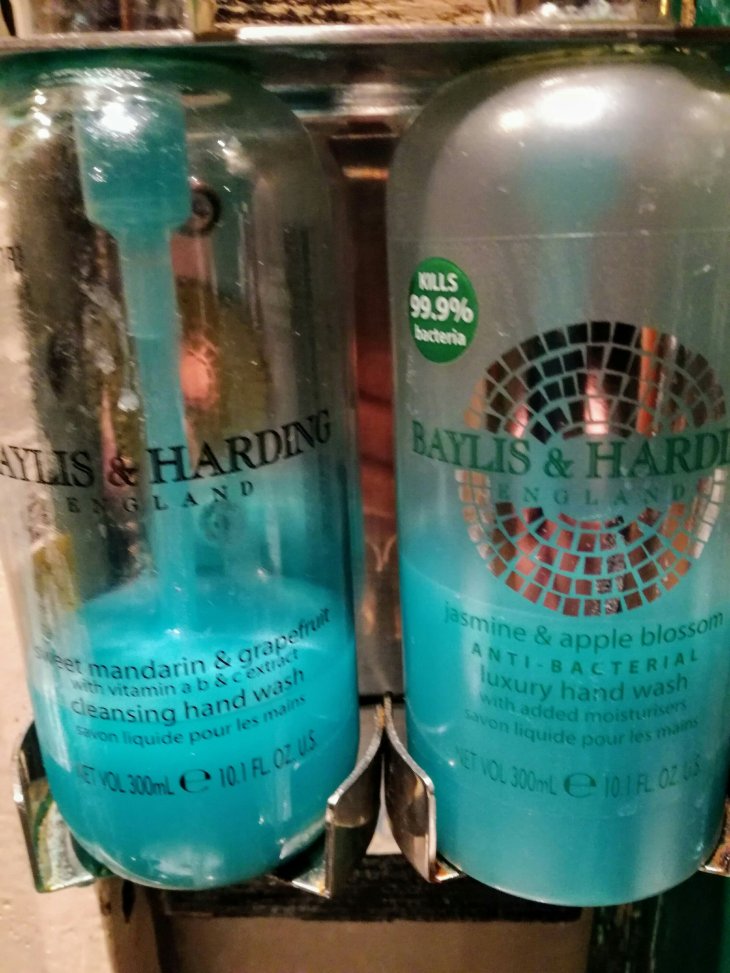 AYLIS & HARDING
ENGLAND
sweet mandarin & grapefruit
with vitamin a b & c extract
cleansing hand wash
savon liquide pour les mains
NET VOL 300mL ℮ 10.1 FL. OZ. U.S.
KILLS
99.9%
bacteria
BAYLIS & HARDI
ENGLAND
jasmine & apple blossom
ANTI-BACTERIAL
luxury hand wash
with added moisturisers
savon liquide pour les mains
NET VOL 300mL ℮ 10.1 FL. OZ. U.S.